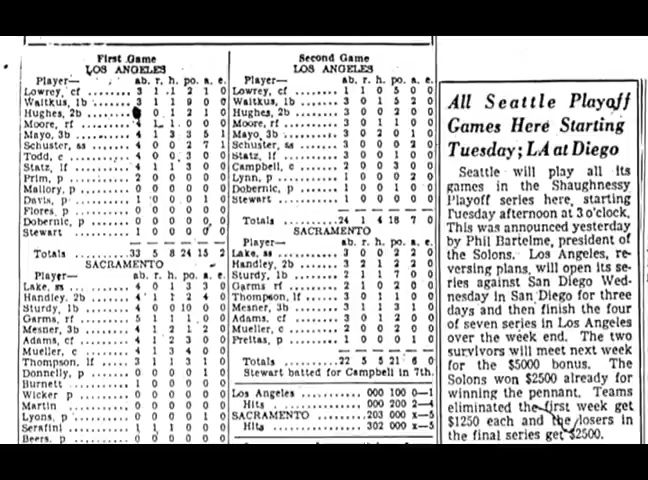 First Game
LOS ANGELES
Player— ab. r. h. po. a. e.
Lowrey, cf 3 1 1 2 1 0
Waitkus, 1b 3 1 1 9 0 0
Hughes, 2b 0 1 2 1 0
Moore, rf 4 1 1 0 0 0
Mayo, 3b 4 1 3 3 5 1
Schuster, ss 4 0 0 2 7 1
Todd, c 4 0 0 3 0 0
Statz, lf 4 1 1 3 0 0
Prim, p 2 0 0 0 0 0
Mallory, p 0 0 0 0 0 0
Davis, p 1 0 0 0 1 0
Flores, p 0 0 0 0 0 0
Dobernic, p 0 0 0 0 0 0
Stewart 1 0 0 0 0 0
Totals 33 5 8 24 15 2
SACRAMENTO
Player— ab. r. h. po. a. e.
Lake, ss 4 0 1 3 3 0
Handley, 2b 4 1 1 2 4 0
Sturdy, 1b 4 0 0 10 0 0
Garms, rf 5 1 1 1 0 0
Mesner, 3b 4 1 2 1 2 0
Adams, cf 4 1 2 3 0 0
Mueller, c 4 1 3 4 0 0
Thompson, lf 3 1 1 3 1 0
Donnelly, p 0 0 0 0 1 0
Burnett 1 0 0 0 0 0
Wicker p 0 0 0 0 0 0
Martin 0 0 0 0 0 0
Lyons, p 0 0 0 0 1 0
Serafini 1 1 1 0 0 0
Beers, p 0 0 0 0 0 0
Second Game
LOS ANGELES
Player— ab. r. h. po. a. e.
Lowrey, cf 1 1 0 5 0 0
Waitkus, 1b 3 0 1 5 2 0
Hughes, 2b 3 0 0 2 0 0
Moore, rf 3 0 1 1 0 0
Mayo, 3b 3 0 2 0 1 0
Schuster, ss 3 0 0 0 2 0
Statz, lf 3 0 0 1 0 0
Campbell, c 2 0 0 3 0 0
Lynn, p 1 0 0 0 2 0
Dobernic, p 1 0 0 1 0 0
Stewart 1 0 0 0 0 0
Totals 24 1 4 18 7 0
SACRAMENTO
Player— ab. r. h. po. a. e.
Lake, ss 3 0 0 2 2 0
Handley, 2b 3 2 1 2 2 0
Sturdy, 1b 2 1 1 7 0 0
Garms rf 2 1 0 2 0 0
Thompson, lf 3 0 1 1 0 0
Mesner, 3b 3 1 1 3 1 0
Adams, cf 3 0 1 2 0 0
Mueller, c 2 0 0 2 0 0
Freitas, p 1 0 0 0 1 0
Totals 22 5 5 21 6 0
Stewart batted for Campbell in 7th.
Los Angeles 000 100 0—1
Hits 000 200 2—4
SACRAMENTO 203 000 x—5
Hits 302 000 x—5
All Seattle Playoff
Games Here Starting
Tuesday; LA at Diego
Seattle will play all its
games in the Shaughnessy
Playoff series here, starting
Tuesday afternoon at 3 o'clock,
This was announced yesterday
by Phil Bartelme, president of
the Solons. Los Angeles, re-
versing plans, will open its se-
ries against San Diego Wed-
nesday in San Diego for three
days and then finish the four
of seven series in Los Angeles
over the week end. The two
survivors will meet next week
for the $5000 bonus. The
Solons won $2500 already for
winning the pennant. Teams
eliminated the first week get
$1250 each and the losers in
the final series get $2500.